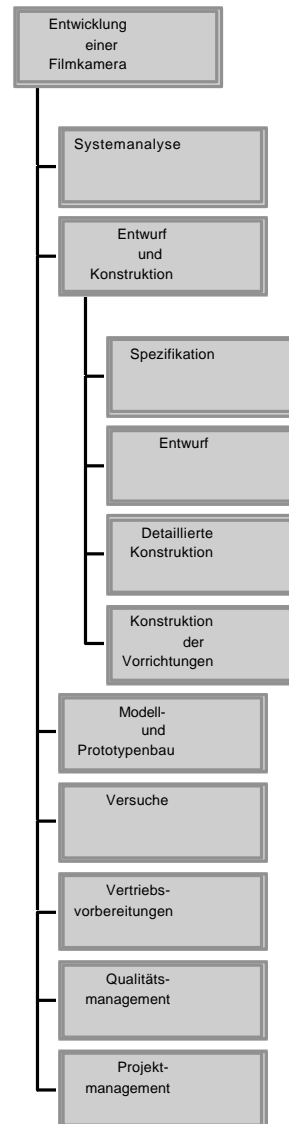 Entwicklung
einer
Filmkamera
Systemanalyse
Entwurf
und
Konstruktion
Spezifikation
Entwurf
Detaillierte
Konstruktion
Konstruktion
der
Vorrichtungen
Modell-
und
Prototypenbau
Versuche
Vertriebs-
vorbereitungen
Qualitäts-
management
Projekt-
management